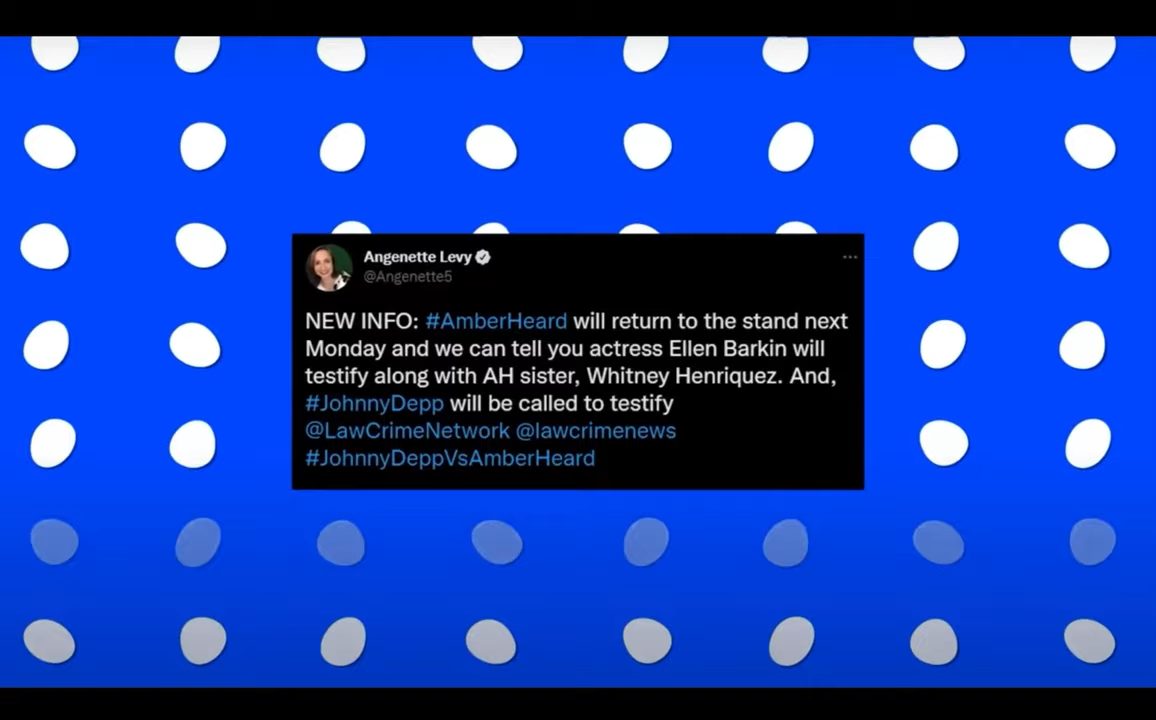 Angenette Levy
@Angenette5
NEW INFO: #AmberHeard will return to the stand next
Monday and we can tell you actress Ellen Barkin will
testify along with AH sister, Whitney Henriquez. And,
#JohnnyDepp will be called to testify
@LawCrimeNetwork @lawcrimenews
#JohnnyDeppVsAmberHeard